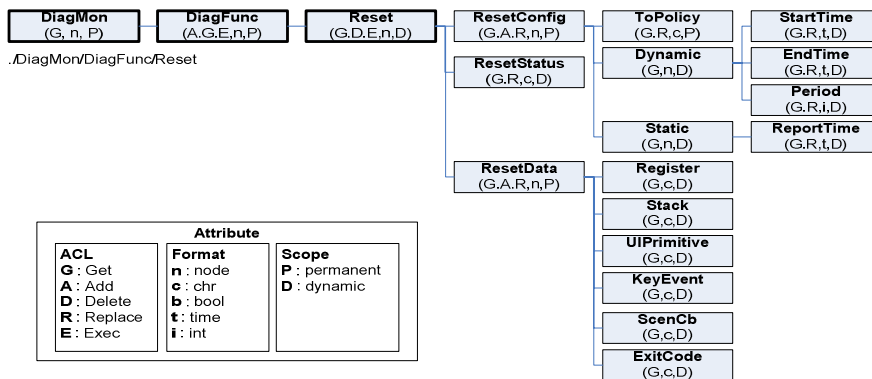 DiagMon
(G, n, P)
DiagFunc
(A.G.E,n,P)
Reset
(G.D.E,n,D)
ResetConfig
(G.A.R,n,P)
ToPolicy
(G.R,c,P)
StartTime
(G.R,t,D)
./DiagMon/DiagFunc/Reset
ResetStatus
(G.R,c,D)
Dynamic
(G,n,D)
EndTime
(G.R,t,D)
Period
(G.R,i,D)
Static
(G,n,D)
ReportTime
(G.R,t,D)
ResetData
(G.A.R,n,P)
Register
(G,c,D)
Stack
(G,c,D)
UIPrimitive
(G,c,D)
KeyEvent
(G,c,D)
ScenCb
(G,c,D)
ExitCode
(G,c,D)
Attribute
ACL
G : Get
A : Add
D : Delete
R : Replace
E : Exec
Format
n : node
c : chr
b : bool
t : time
i : int
Scope
P : permanent
D : dynamic